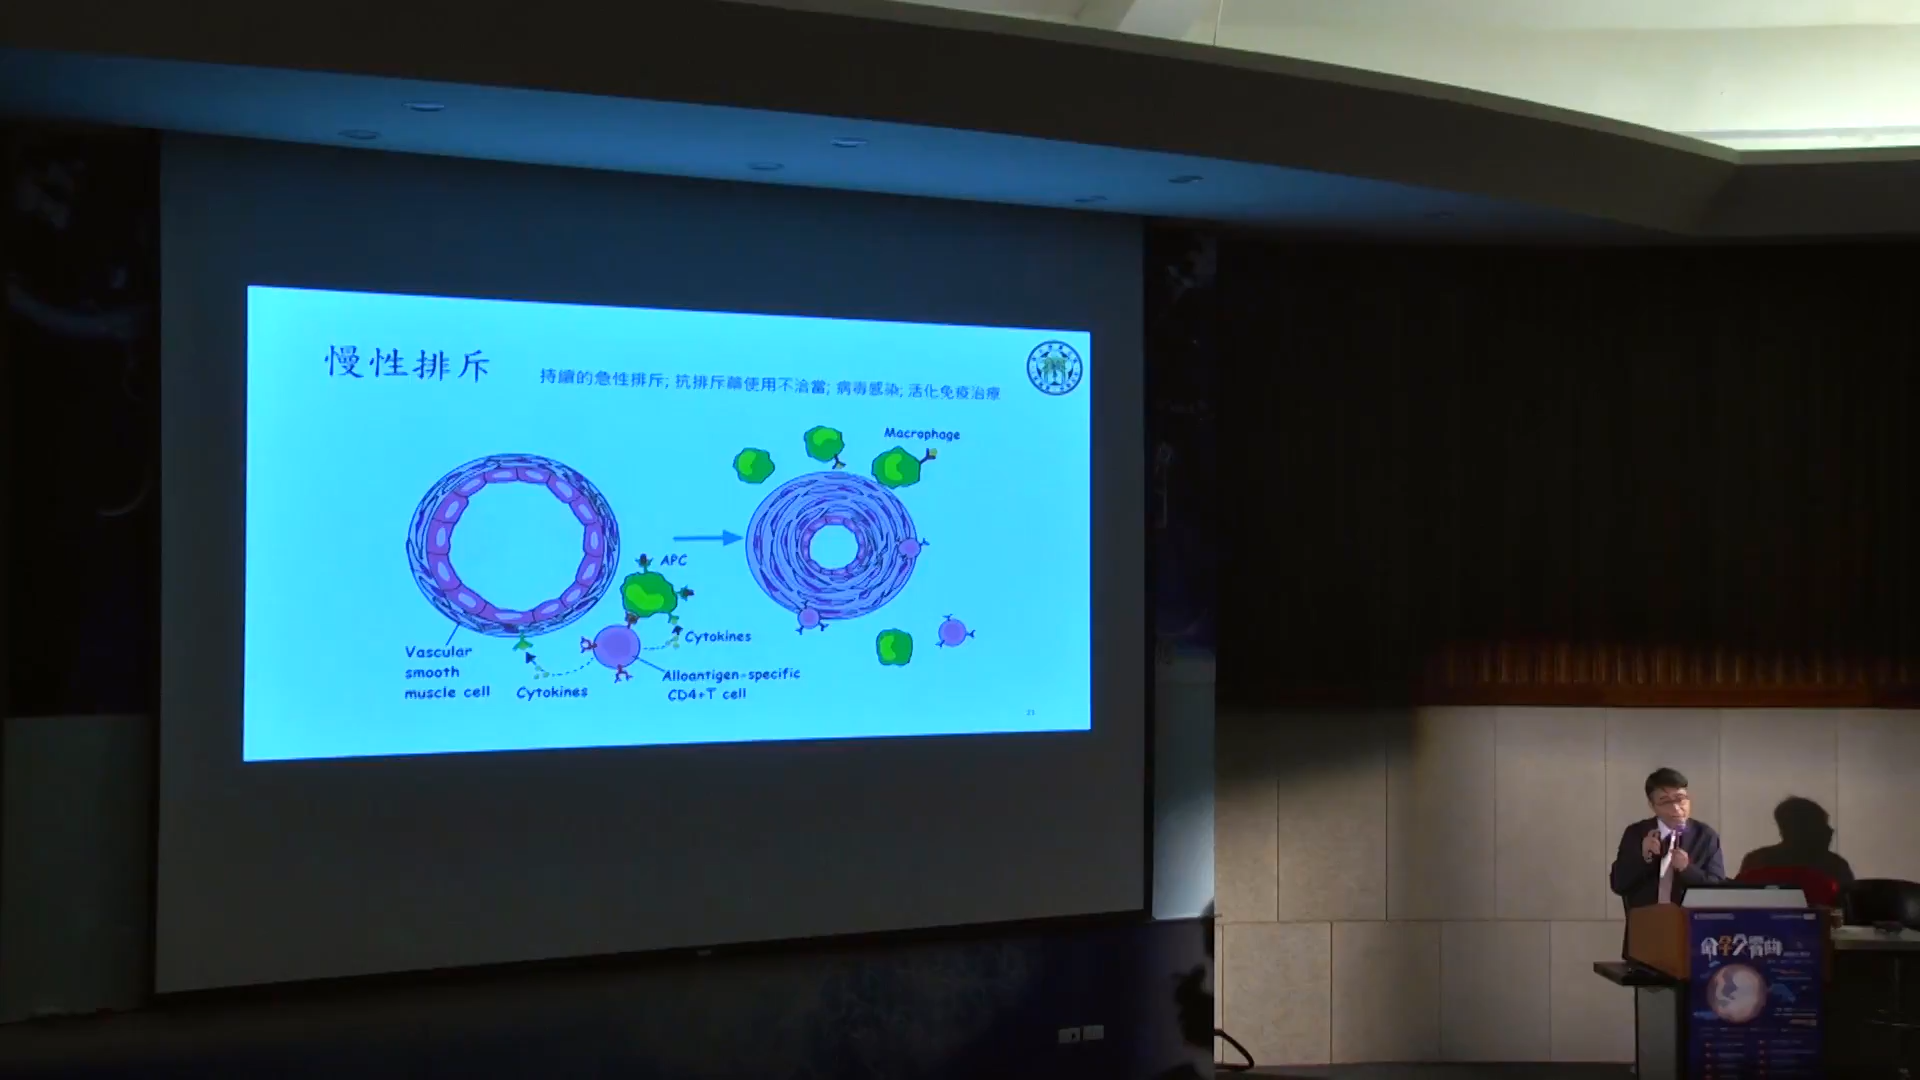 慢性排斥
持續的急性排斥; 抗排斥藥使用不洽當; 病毒感染; 活化免疫治療
Macrophage
APC
Cytokines
Vascular
smooth
muscle cell
Cytokines
Alloantigen-specific
CD4+T cell
21